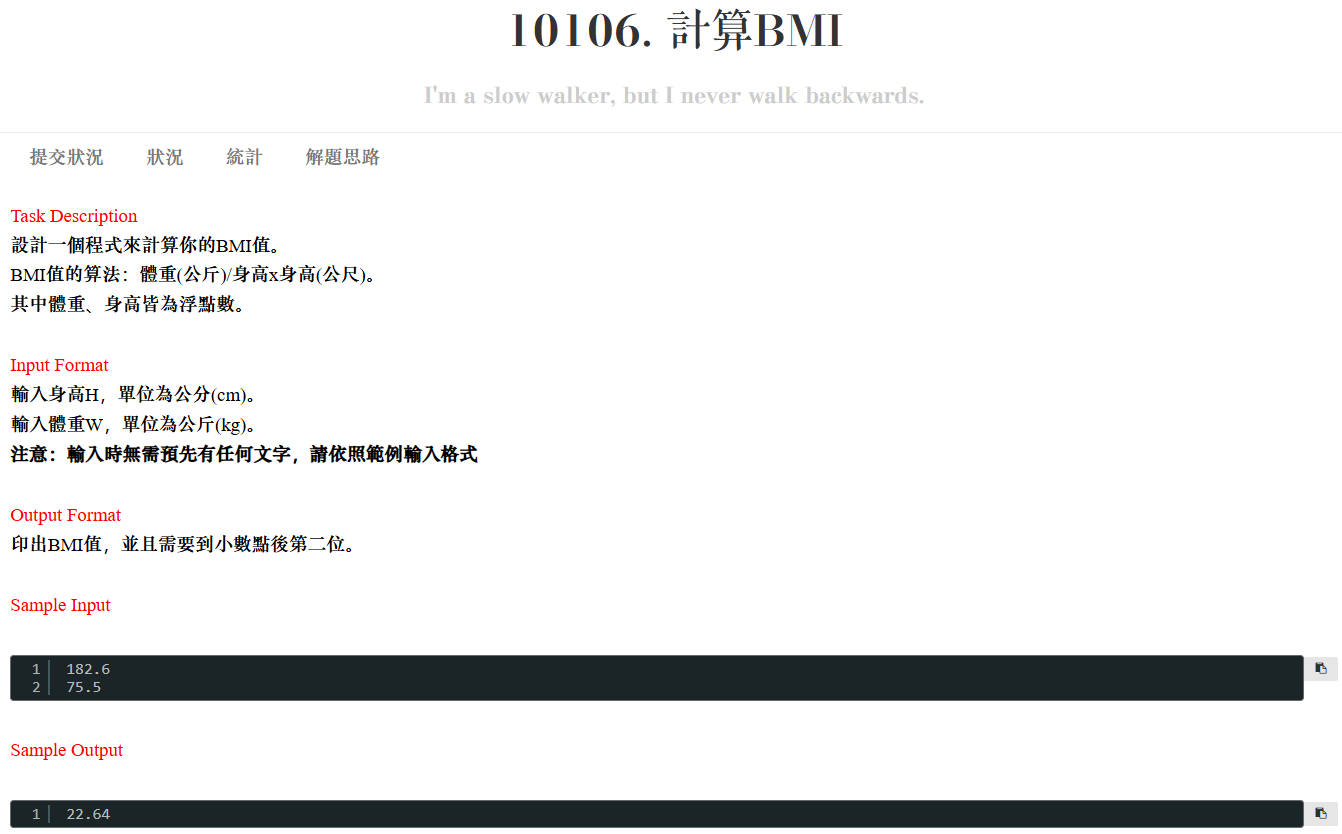 10106. 計算BMI
I'm a slow walker, but I never walk backwards.
提交狀況 狀況 統計 解題思路
Task Description
設計一個程式來計算你的BMI值。
BMI值的算法：體重(公斤)/身高x身高(公尺)。
其中體重、身高皆為浮點數。
Input Format
輸入身高H，單位為公分(cm)。
輸入體重W，單位為公斤(kg)。
注意：輸入時無需預先有任何文字，請依照範例輸入格式
Output Format
印出BMI值，並且需要到小數點後第二位。
Sample Input
1 182.6
2 75.5
Sample Output
1 22.64